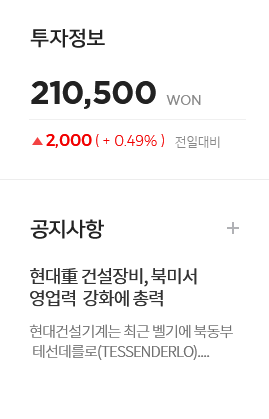 투자정보
210,500 WON
▲2,000 ( + 0.49% ) 전일대비
공지사항 +
현대重 건설장비, 북미서
영업력 강화에 총력
현대건설기계는 최근 벨기에 북동부
테선데를로(TESSENDERLO)....